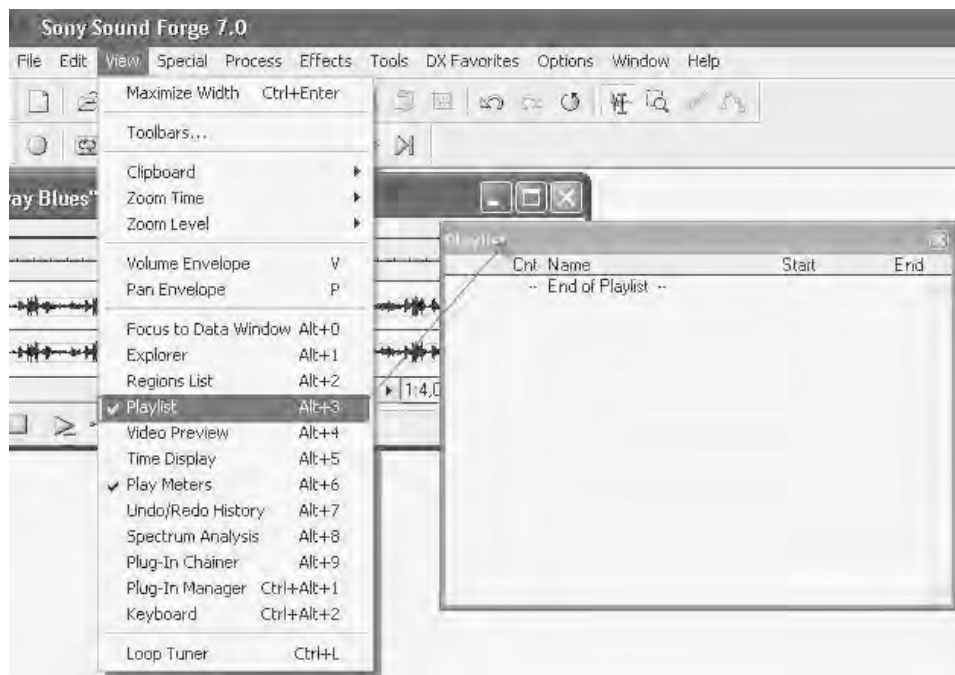 Sony Sound Forge 7.0
File Edit View Special Process Effects Tools DX Favorites Options Window Help
Maximize Width Ctrl+Enter
Toolbars...
Clipboard
Zoom Time
Zoom Level
Volume Envelope V
Pan Envelope P
Focus to Data Window Alt+0
Explorer Alt+1
Regions List Alt+2
Playlist Alt+3
Video Preview Alt+4
Time Display Alt+5
Play Meters Alt+6
Undo/Redo History Alt+7
Spectrum Analysis Alt+8
Plug-In Chainer Alt+9
Plug-In Manager Ctrl+Alt+1
Keyboard Ctrl+Alt+2
Loop Tuner Ctrl+L
ay Blues"
1:4,0
Playlist
Cnt Name Start End
-- End of Playlist --